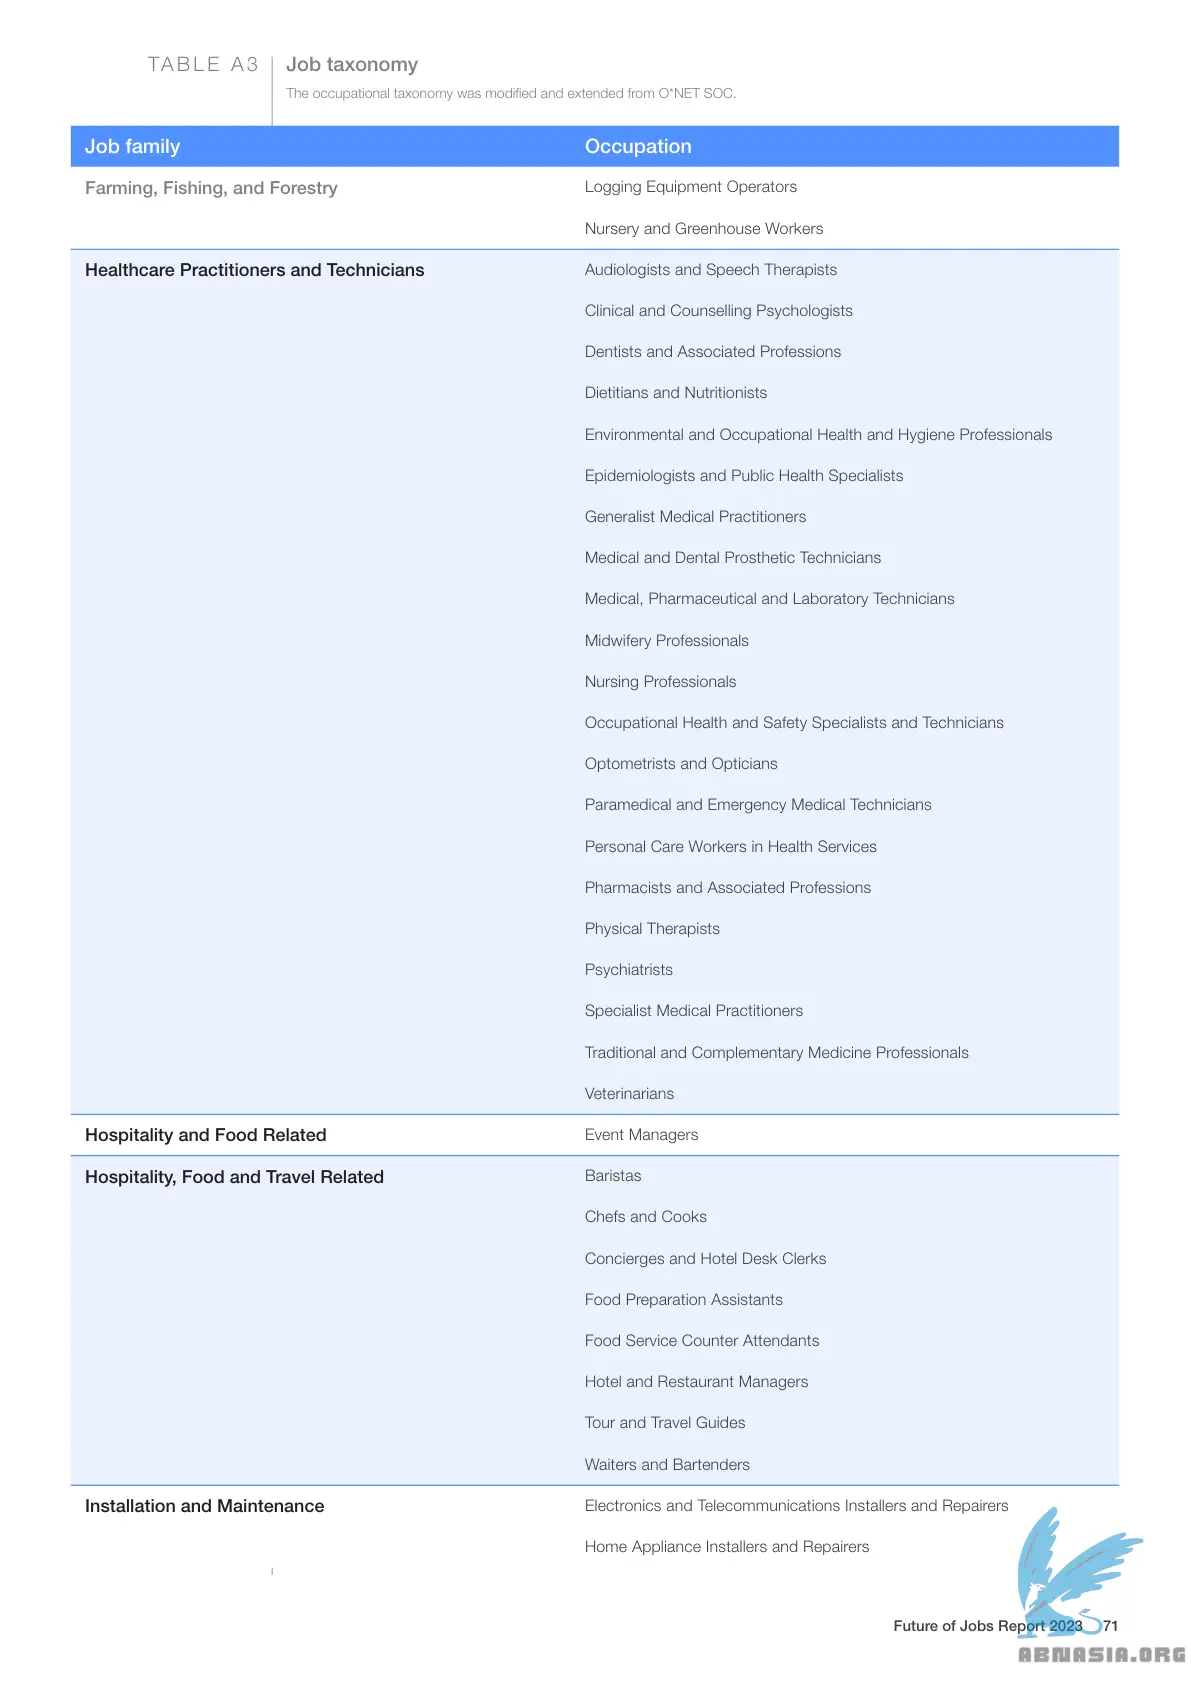 TABLE A3
Job taxonomy
The occupational taxonomy was modified and extended from O*NET SOC.
Job family Occupation
Farming, Fishing, and Forestry Logging Equipment Operators
Nursery and Greenhouse Workers
Healthcare Practitioners and Technicians Audiologists and Speech Therapists
Clinical and Counselling Psychologists
Dentists and Associated Professions
Dietitians and Nutritionists
Environmental and Occupational Health and Hygiene Professionals
Epidemiologists and Public Health Specialists
Generalist Medical Practitioners
Medical and Dental Prosthetic Technicians
Medical, Pharmaceutical and Laboratory Technicians
Midwifery Professionals
Nursing Professionals
Occupational Health and Safety Specialists and Technicians
Optometrists and Opticians
Paramedical and Emergency Medical Technicians
Personal Care Workers in Health Services
Pharmacists and Associated Professions
Physical Therapists
Psychiatrists
Specialist Medical Practitioners
Traditional and Complementary Medicine Professionals
Veterinarians
Hospitality and Food Related Event Managers
Hospitality, Food and Travel Related Baristas
Chefs and Cooks
Concierges and Hotel Desk Clerks
Food Preparation Assistants
Food Service Counter Attendants
Hotel and Restaurant Managers
Tour and Travel Guides
Waiters and Bartenders
Installation and Maintenance Electronics and Telecommunications Installers and Repairers
Home Appliance Installers and Repairers
Future of Jobs Report 2023 71
ABNASIA.ORG